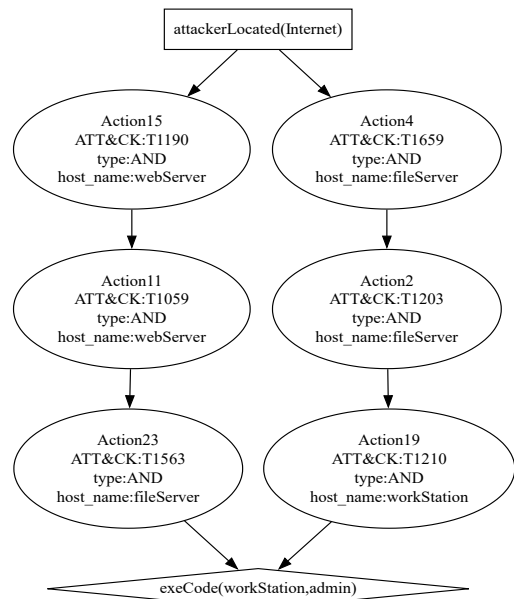 attackerLocated(Internet)
Action15
ATT&CK:T1190
type:AND
host_name:webServer
Action4
ATT&CK:T1659
type:AND
host_name:fileServer
Action11
ATT&CK:T1059
type:AND
host_name:webServer
Action2
ATT&CK:T1203
type:AND
host_name:fileServer
Action23
ATT&CK:T1563
type:AND
host_name:fileServer
Action19
ATT&CK:T1210
type:AND
host_name:workStation
exeCode(workStation,admin)